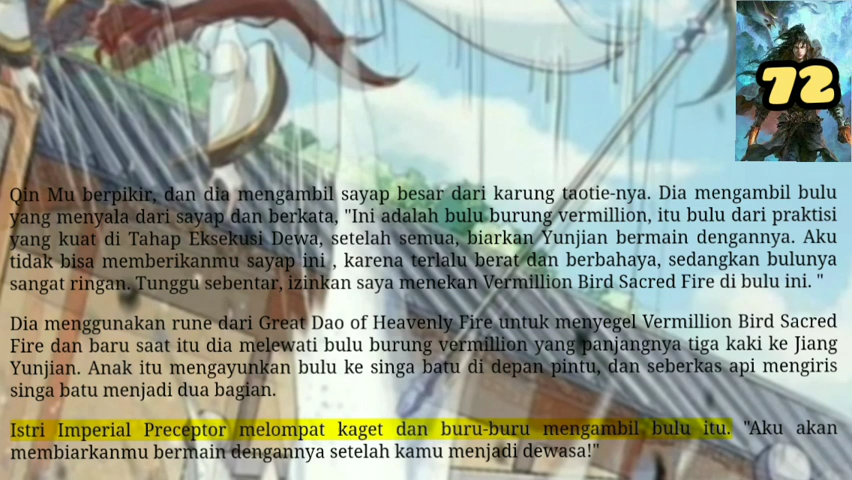 72
Qin Mu berpikir, dan dia mengambil sayap besar dari karung taotie-nya. Dia mengambil bulu
yang menyala dari sayap dan berkata, "Ini adalah bulu burung vermillion, itu bulu dari praktisi
yang kuat di Tahap Eksekusi Dewa, setelah semua, biarkan Yunjian bermain dengannya. Aku
tidak bisa memberikanmu sayap ini , karena terlalu berat dan berbahaya, sedangkan bulunya
sangat ringan. Tunggu sebentar, izinkan saya menekan Vermillion Bird Sacred Fire di bulu ini. "
Dia menggunakan rune dari Great Dao of Heavenly Fire untuk menyegel Vermillion Bird Sacred
Fire dan baru saat itu dia melewati bulu burung vermillion yang panjangnya tiga kaki ke Jiang
Yunjian. Anak itu mengayunkan bulu ke singa batu di depan pintu, dan seberkas api mengiris
singa batu menjadi dua bagian.
Istri Imperial Preceptor melompat kaget dan buru-buru mengambil bulu itu. "Aku akan
membiarkanmu bermain dengannya setelah kamu menjadi dewasa!"